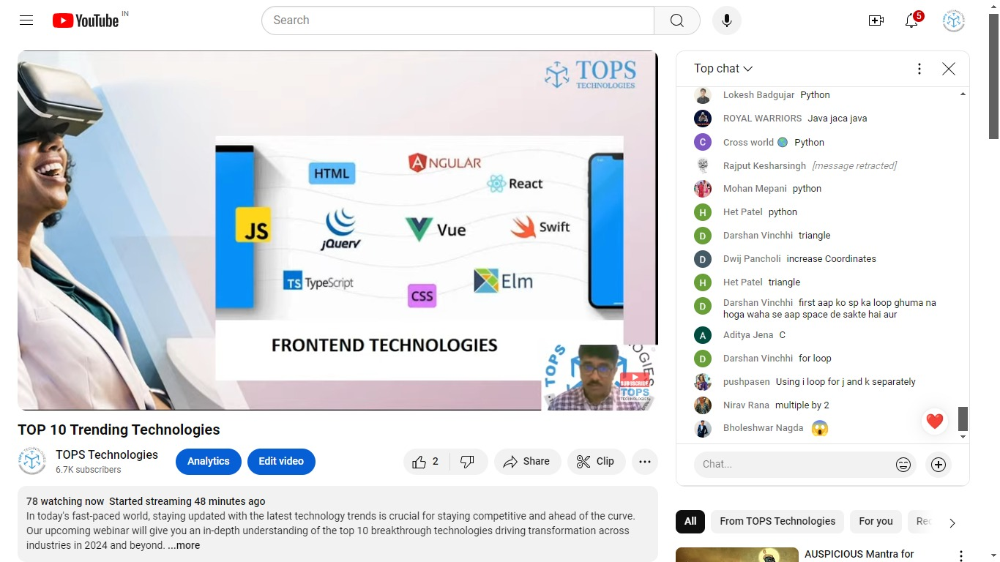 YouTube IN
Search
5
TOPS
TECHNOLOGIES
HTML
ANGULAR
React
JS
jQuery
Vue
Swift
TS TypeScript
CSS
Elm
FRONTEND TECHNOLOGIES
TOPS
OGIES
SUBSCRIBE
TOPS
TECHNOLOGIES
TOP 10 Trending Technologies
TOPS Technologies
6.7K subscribers
Analytics
Edit video
2
Share
Clip
78 watching now Started streaming 48 minutes ago
In today's fast-paced world, staying updated with the latest technology trends is crucial for staying competitive and ahead of the curve.
Our upcoming webinar will give you an in-depth understanding of the top 10 breakthrough technologies driving transformation across
industries in 2024 and beyond. ...more
Top chat
Lokesh Badgujar Python
ROYAL WARRIORS Java jaca java
C Cross world Python
Rajput Kesharsingh [message retracted]
Mohan Mepani python
H Het Patel python
D Darshan Vinchhi triangle
D Dwij Pancholi increase Coordinates
H Het Patel triangle
D Darshan Vinchhi first aap ko sp ka loop ghuma na
hoga waha se aap space de sakte hai aur
A Aditya Jena C
D Darshan Vinchhi for loop
pushpasen Using i loop for j and k separately
Nirav Rana multiple by 2
Bholeshwar Nagda 😱
Chat...
All
From TOPS Technologies
For you
Rec
AUSPICIOUS Mantra for